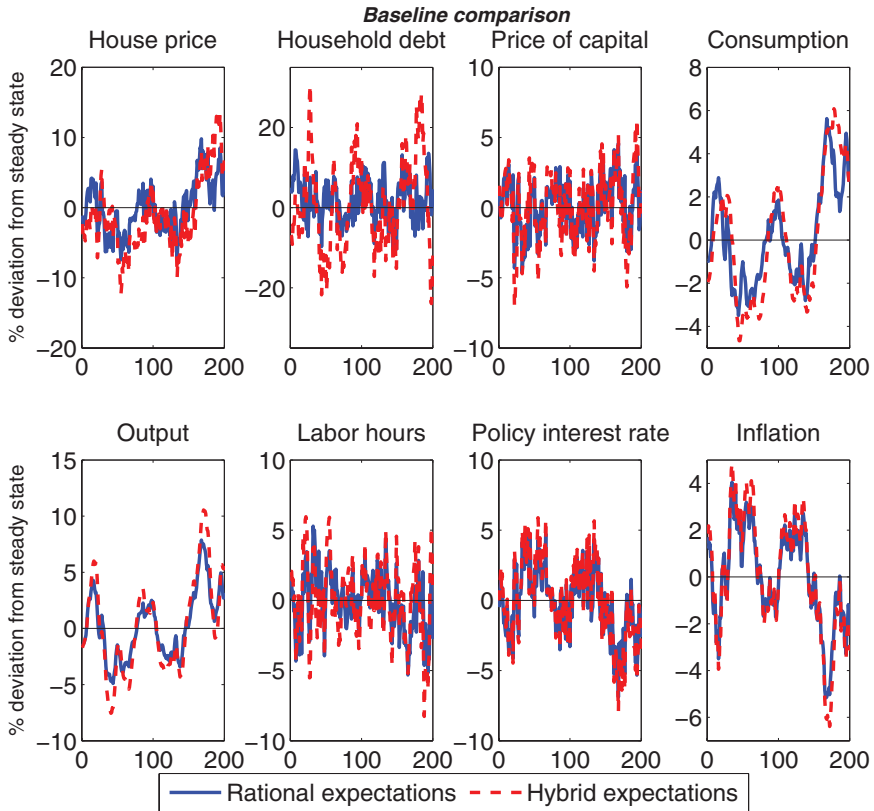 Baseline comparison
House price
Household debt
Price of capital
Consumption
% deviation from steady state
20
10
0
−10
−20
0 100 200
20
0
−20
0 100 200
10
5
0
−5
−10
0 100 200
8
6
4
2
0
−2
−4
−6
0 100 200
Output
Labor hours
Policy interest rate
Inflation
% deviation from steady state
15
10
5
0
−5
−10
0 100 200
10
5
0
−5
−10
0 100 200
10
5
0
−5
−10
0 100 200
4
2
0
−2
−4
−6
0 100 200
Rational expectations
Hybrid expectations